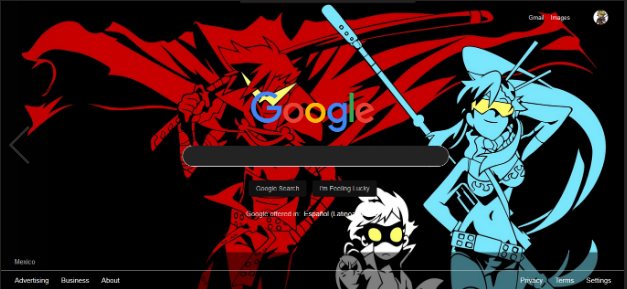 Gmail Images
Google
Google Search I'm Feeling Lucky
Google offered in: Español (Latino
Mexico
Advertising Business About Privacy Terms Settings